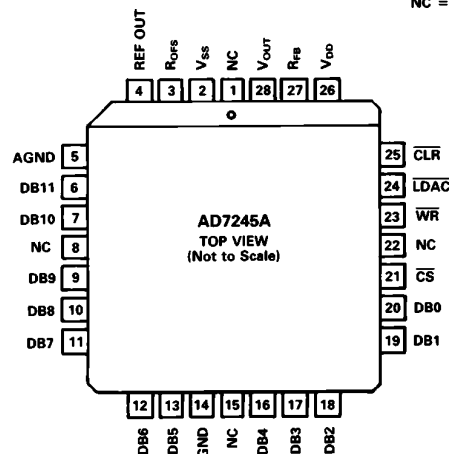 NC =
REF OUT
ROFS
VSS
NC
VOUT
RFB
VDD
4 3 2 1 28 27 26
AGND 5
DB11 6
DB10 7
NC 8
DB9 9
DB8 10
DB7 11
AD7245A
TOP VIEW
(Not to Scale)
25 CLR
24 LDAC
23 WR
22 NC
21 CS
20 DB0
19 DB1
12 13 14 15 16 17 18
DB6
DB5
GND
NC
DB4
DB3
DB2